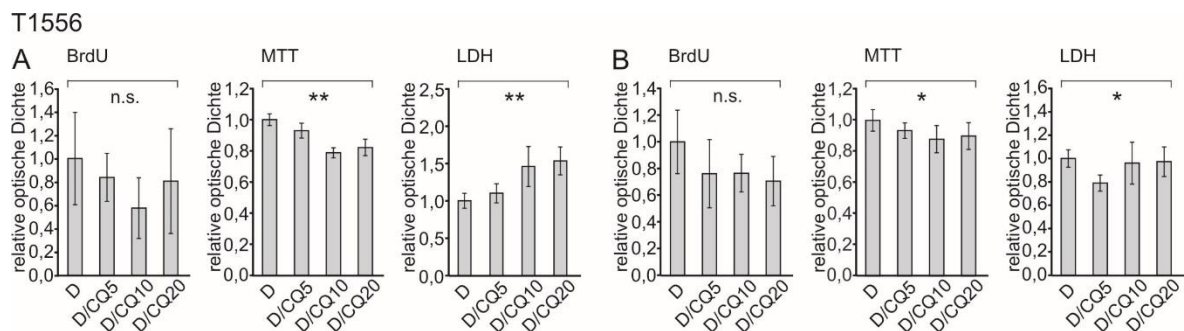 T1556
A
BrdU
MTT
LDH
B
BrdU
MTT
LDH
relative optische Dichte
1,6
1,4
1,2
1,0
0,8
0,6
0,4
0,2
0,0
n.s.
D
D/CQ5
D/CQ10
D/CQ20
relative optische Dichte
1,2
1,0
0,8
0,6
0,4
0,2
0,0
**
D
D/CQ5
D/CQ10
D/CQ20
relative optische Dichte
2,5
2,0
1,5
1,0
0,5
0,0
**
D
D/CQ5
D/CQ10
D/CQ20
relative optische Dichte
1,4
1,2
1,0
0,8
0,6
0,4
0,2
0,0
n.s.
D
D/CQ5
D/CQ10
D/CQ20
relative optische Dichte
1,2
1,0
0,8
0,6
0,4
0,2
0,0
*
D
D/CQ5
D/CQ10
D/CQ20
relative optische Dichte
1,6
1,4
1,2
1,0
0,8
0,6
0,4
0,2
0,0
*
D
D/CQ5
D/CQ10
D/CQ20